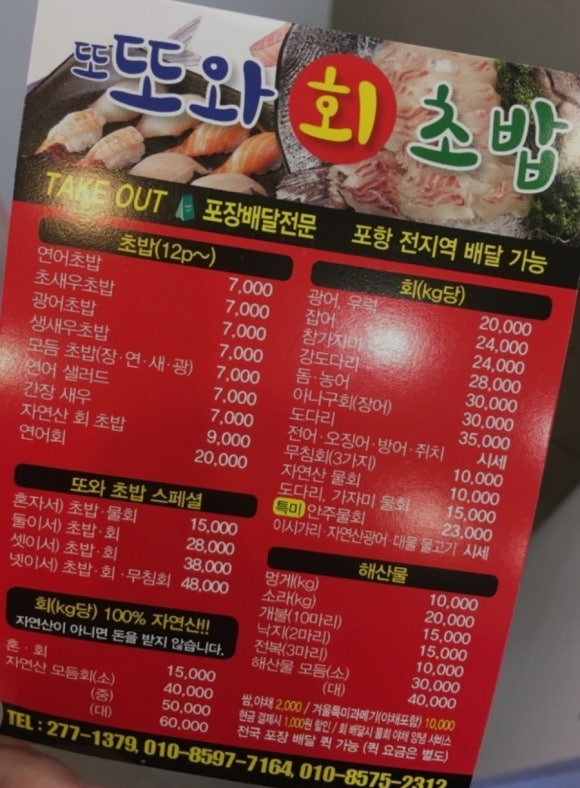 또또와 회 초밥
TAKE OUT 포장배달전문 포항 전지역 배달 가능
초밥(12p~)
연어초밥 7,000
초새우초밥 7,000
광어초밥 7,000
생새우초밥 7,000
모듬 초밥(장·연·새·광) 7,000
연어 샐러드 7,000
간장 새우 7,000
자연산 회 초밥 9,000
연어회 20,000
또와 초밥 스페셜
혼자서) 초밥·물회 15,000
둘이서) 초밥·회 28,000
셋이서) 초밥·회 38,000
넷이서) 초밥·회·무침회 48,000
회(kg당) 100% 자연산!!
자연산이 아니면 돈을 받지 않습니다.
혼·회 15,000
자연산 모듬회(소) 40,000
(중) 50,000
(대) 60,000
회(kg당)
광어, 우럭 20,000
잡어 24,000
참가자미 24,000
강도다리 28,000
돔·농어 30,000
아나구회(장어) 30,000
도다리 35,000
전어·오징어·방어·쥐치 시세
무침회(3가지) 10,000
자연산 물회 10,000
도다리, 가자미 물회 15,000
특미 안주물회 23,000
이시가리·자연산광어·대물 물고기 시세
해산물
멍게(kg) 10,000
소라(kg) 20,000
개불(10마리) 15,000
낙지(2마리) 15,000
전복(3마리) 10,000
해산물 모듬(소) 30,000
(대) 40,000
쌈,야채 2,000 / 겨울특미과메기(야채포함) 10,000
현금 결제시 1,000원 할인 / 회 배달시 물회 야채 양념 서비스
전국 포장 배달 퀵 가능 (퀵 요금은 별도)
TEL : 277-1379, 010-8597-7164, 010-8575-2312